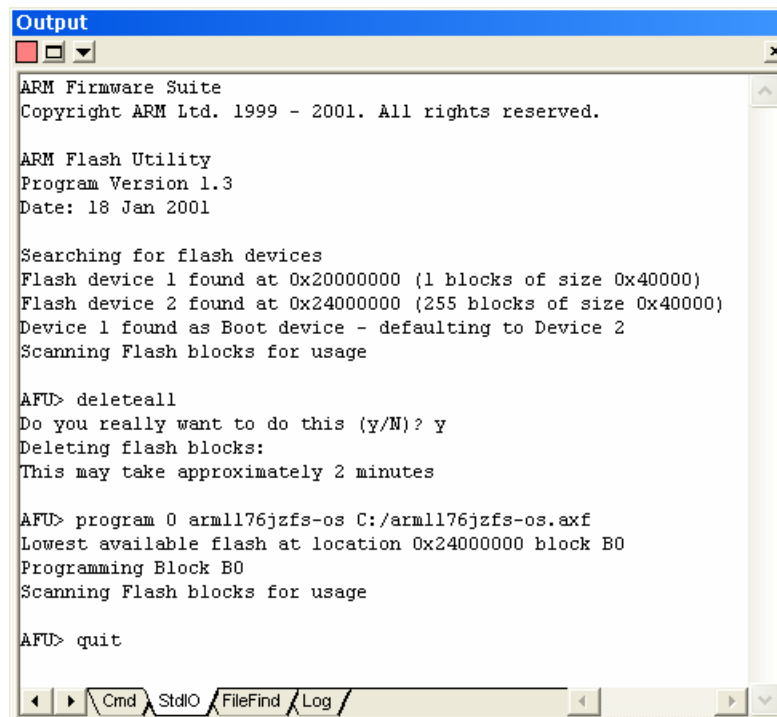 Output
ARM Firmware Suite
Copyright ARM Ltd. 1999 - 2001. All rights reserved.
ARM Flash Utility
Program Version 1.3
Date: 18 Jan 2001
Searching for flash devices
Flash device 1 found at 0x20000000 (1 blocks of size 0x40000)
Flash device 2 found at 0x24000000 (255 blocks of size 0x40000)
Device 1 found as Boot device - defaulting to Device 2
Scanning Flash blocks for usage
AFU> deleteall
Do you really want to do this (y/N)? y
Deleting flash blocks:
This may take approximately 2 minutes
AFU> program 0 arm1176jzfs-os C:/arm1176jzfs-os.axf
Lowest available flash at location 0x24000000 block B0
Programming Block B0
Scanning Flash blocks for usage
AFU> quit
Cmd StdIO FileFind Log